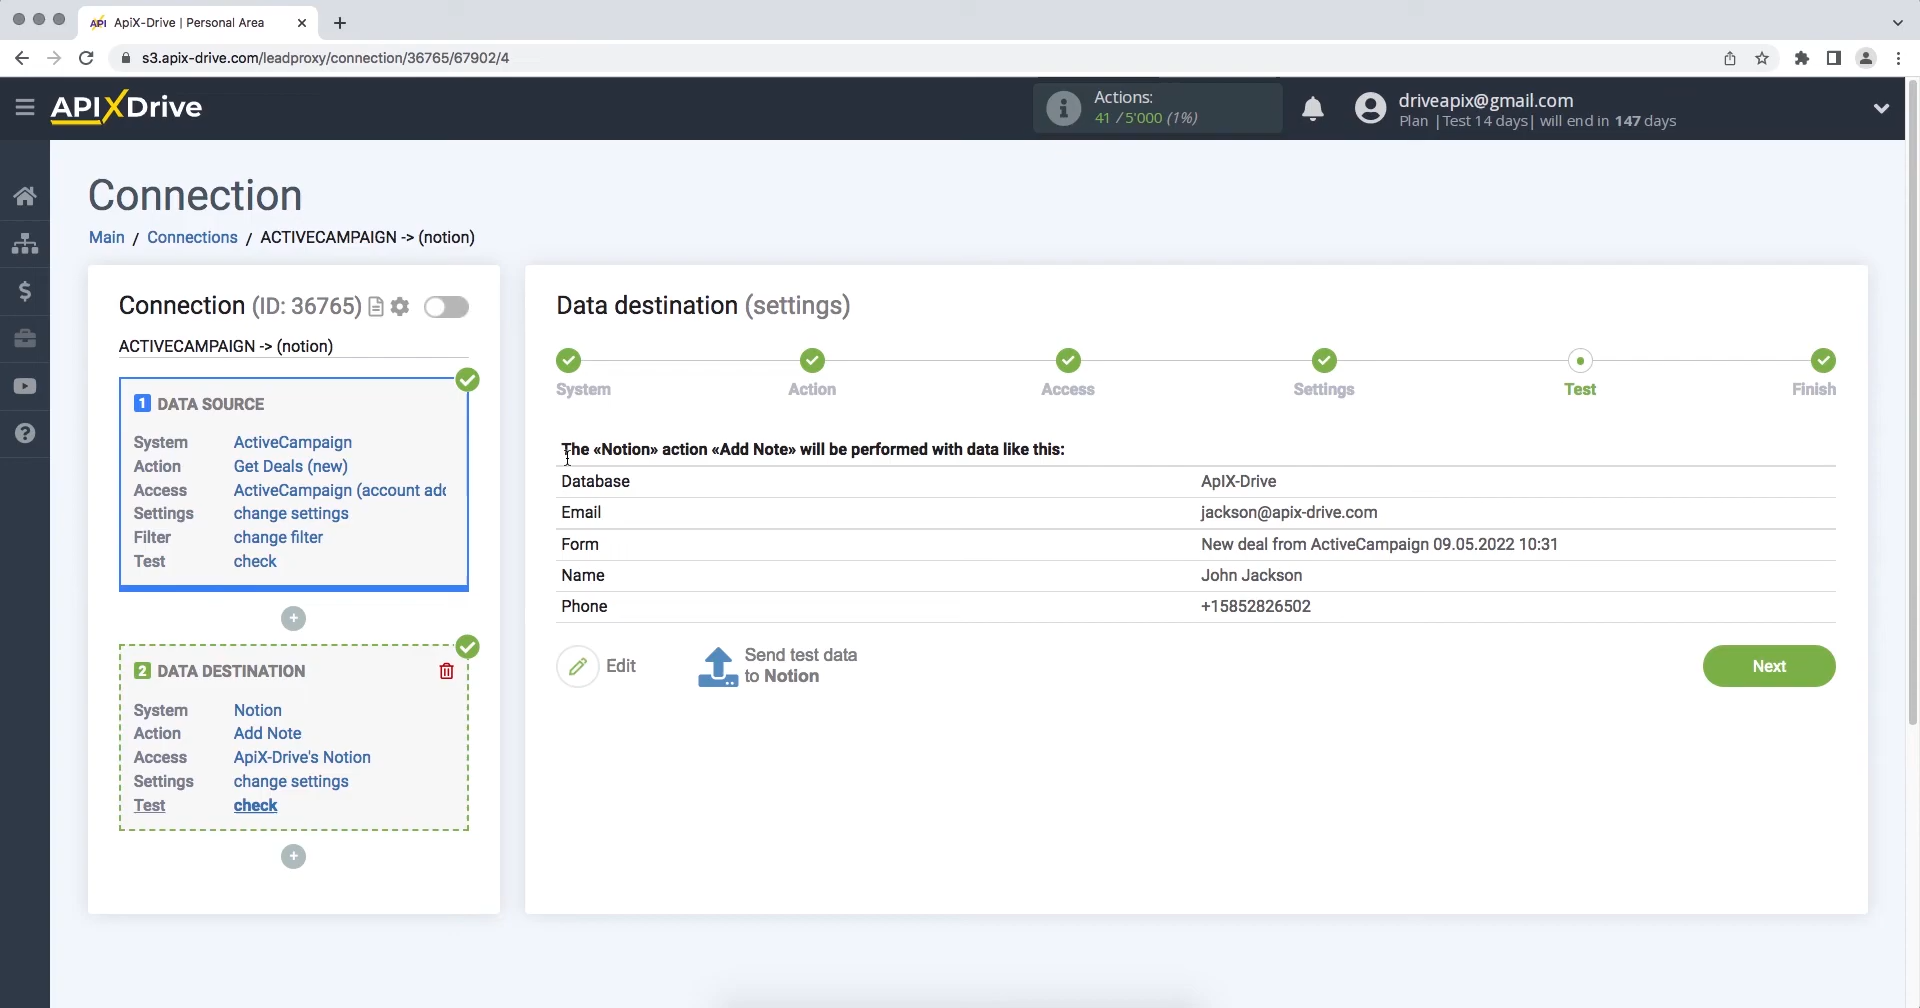 APIX ApiX-Drive | Personal Area
s3.apix-drive.com/leadproxy/connection/36765/67902/4
APIXDrive
Actions:
41 / 5'000 (1%)
driveapix@gmail.com
Plan | Test 14 days | will end in 147 days
Connection
Main / Connections / ACTIVECAMPAIGN -> (notion)
Connection (ID: 36765)
ACTIVECAMPAIGN -> (notion)
1 DATA SOURCE
System ActiveCampaign
Action Get Deals (new)
Access ActiveCampaign (account adc
Settings change settings
Filter change filter
Test check
2 DATA DESTINATION
System Notion
Action Add Note
Access ApiX-Drive's Notion
Settings change settings
Test check
Data destination (settings)
System Action Access Settings Test Finish
The «Notion» action «Add Note» will be performed with data like this:
Database ApIX-Drive
Email jackson@apix-drive.com
Form New deal from ActiveCampaign 09.05.2022 10:31
Name John Jackson
Phone +15852826502
Edit
Send test data
to Notion
Next